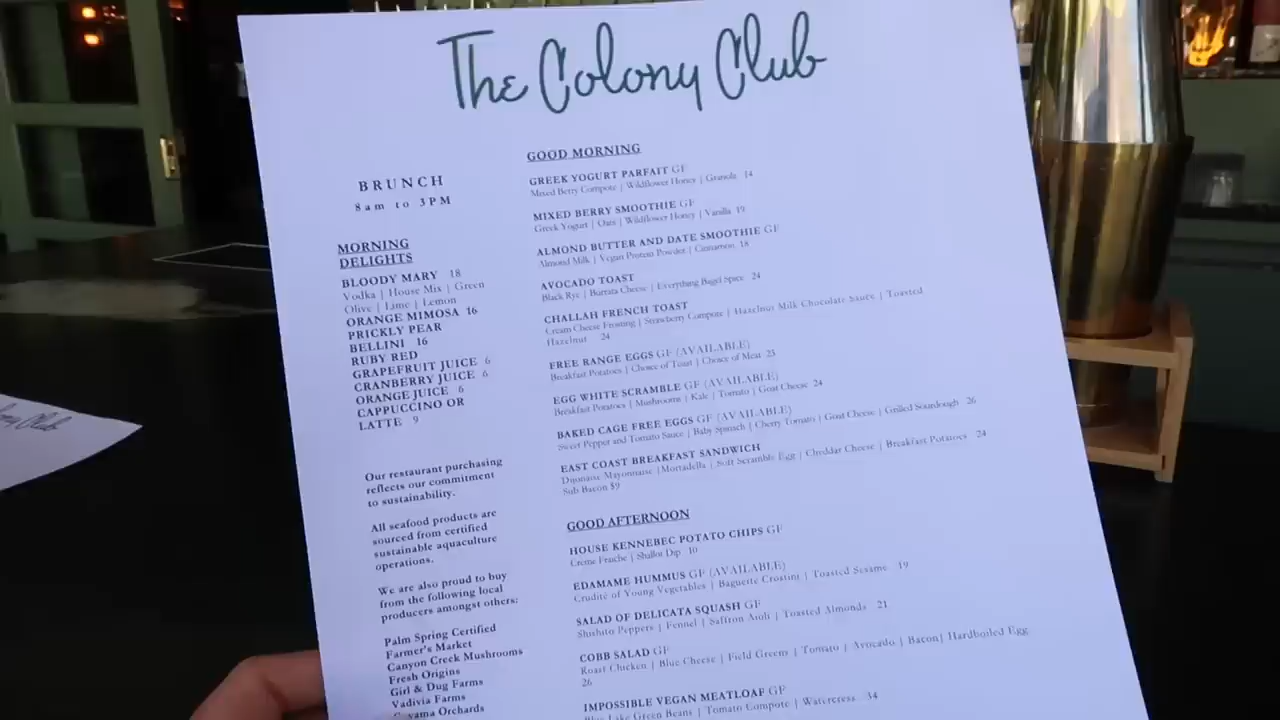 The Colony Club
BRUNCH
8am to 3PM
MORNING
DELIGHTS
BLOODY MARY 18
Vodka | House Mix | Green
Olive | Lime | Lemon
ORANGE MIMOSA 16
PRICKLY PEAR
BELLINI 16
RUBY RED
GRAPEFRUIT JUICE 6
CRANBERRY JUICE 6
ORANGE JUICE 6
CAPPUCCINO OR
LATTE 9
Our restaurant purchasing
reflects our commitment
to sustainability.
All seafood products are
sourced from certified
sustainable aquaculture
operations.
We are also proud to buy
from the following local
producers amongst others:
Palm Spring Certified
Farmer's Market
Canyon Creek Mushrooms
Fresh Origins
Girl & Dug Farms
Vadivia Farms
Orchards
GOOD MORNING
GREEK YOGURT PARFAIT GF
Mixed Berry Compote | Wildflower Honey | Granola 14
MIXED BERRY SMOOTHIE GF
Greek Yogurt | Oats | Wildflower Honey | Vanilla 19
ALMOND BUTTER AND DATE SMOOTHIE GF
Almond Milk | Vegan Protein Powder | Cinnamon 18
AVOCADO TOAST
Black Rye | Burrata Cheese | Everything Bagel Spice 24
CHALLAH FRENCH TOAST
Cream Cheese Frosting | Strawberry Compote | Hazelnut Milk Chocolate Sauce | Toasted
Hazelnut 24
FREE RANGE EGGS GF (AVAILABLE)
Breakfast Potatoes | Choice of Toast | Choice of Meat 25
EGG WHITE SCRAMBLE GF (AVAILABLE)
Breakfast Potatoes | Mushrooms | Kale | Tomato | Goat Cheese 24
BAKED CAGE FREE EGGS GF (AVAILABLE)
Sweet Pepper and Tomato Sauce | Baby Spinach | Cherry Tomato | Goat Cheese | Grilled Sourdough 26
EAST COAST BREAKFAST SANDWICH
Dijonaise Mayonnaise | Mortadella | Soft Scramble Egg | Cheddar Cheese | Breakfast Potatoes 24
Sub Bacon $9
GOOD AFTERNOON
HOUSE KENNEBEC POTATO CHIPS GF
Creme Fraiche | Shallot Dip 10
EDAMAME HUMMUS GF (AVAILABLE)
Crudité of Young Vegetables | Baguette Crostini | Toasted Sesame 19
SALAD OF DELICATA SQUASH GF
Shishito Peppers | Fennel | Saffron Aioli | Toasted Almonds 21
COBB SALAD GF
Roast Chicken | Blue Cheese | Field Greens | Tomato | Avocado | Bacon| Hardboiled Egg
26
IMPOSSIBLE VEGAN MEATLOAF GF
Blue Lake Green Beans | Tomato Compote | Watercress 34
ny Club